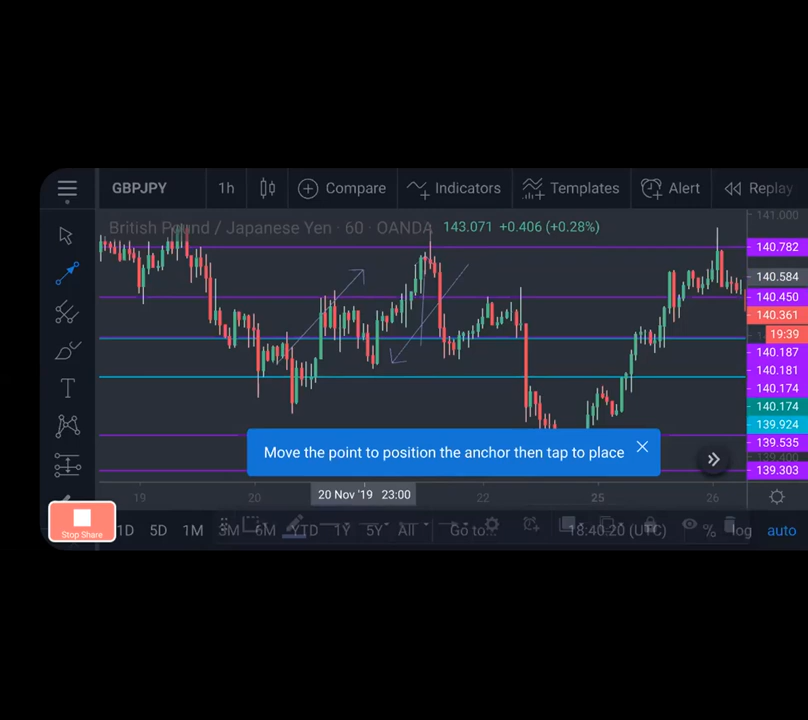 GBPJPY 1h Compare Indicators Templates Alert Replay
British Pound / Japanese Yen · 60 · OANDA 143.071 +0.406 (+0.28%)
141.000
140.782
140.584
140.450
140.361
19:39
140.187
140.181
140.174
140.174
139.924
139.535
139.400
139.303
Move the point to position the anchor then tap to place
19 20 20 Nov '19 23:00 22 25 26
Stop Share
1D 5D 1M 3M 6M YTD 1Y 5Y All Go to... 18:40:20 (UTC) % log auto